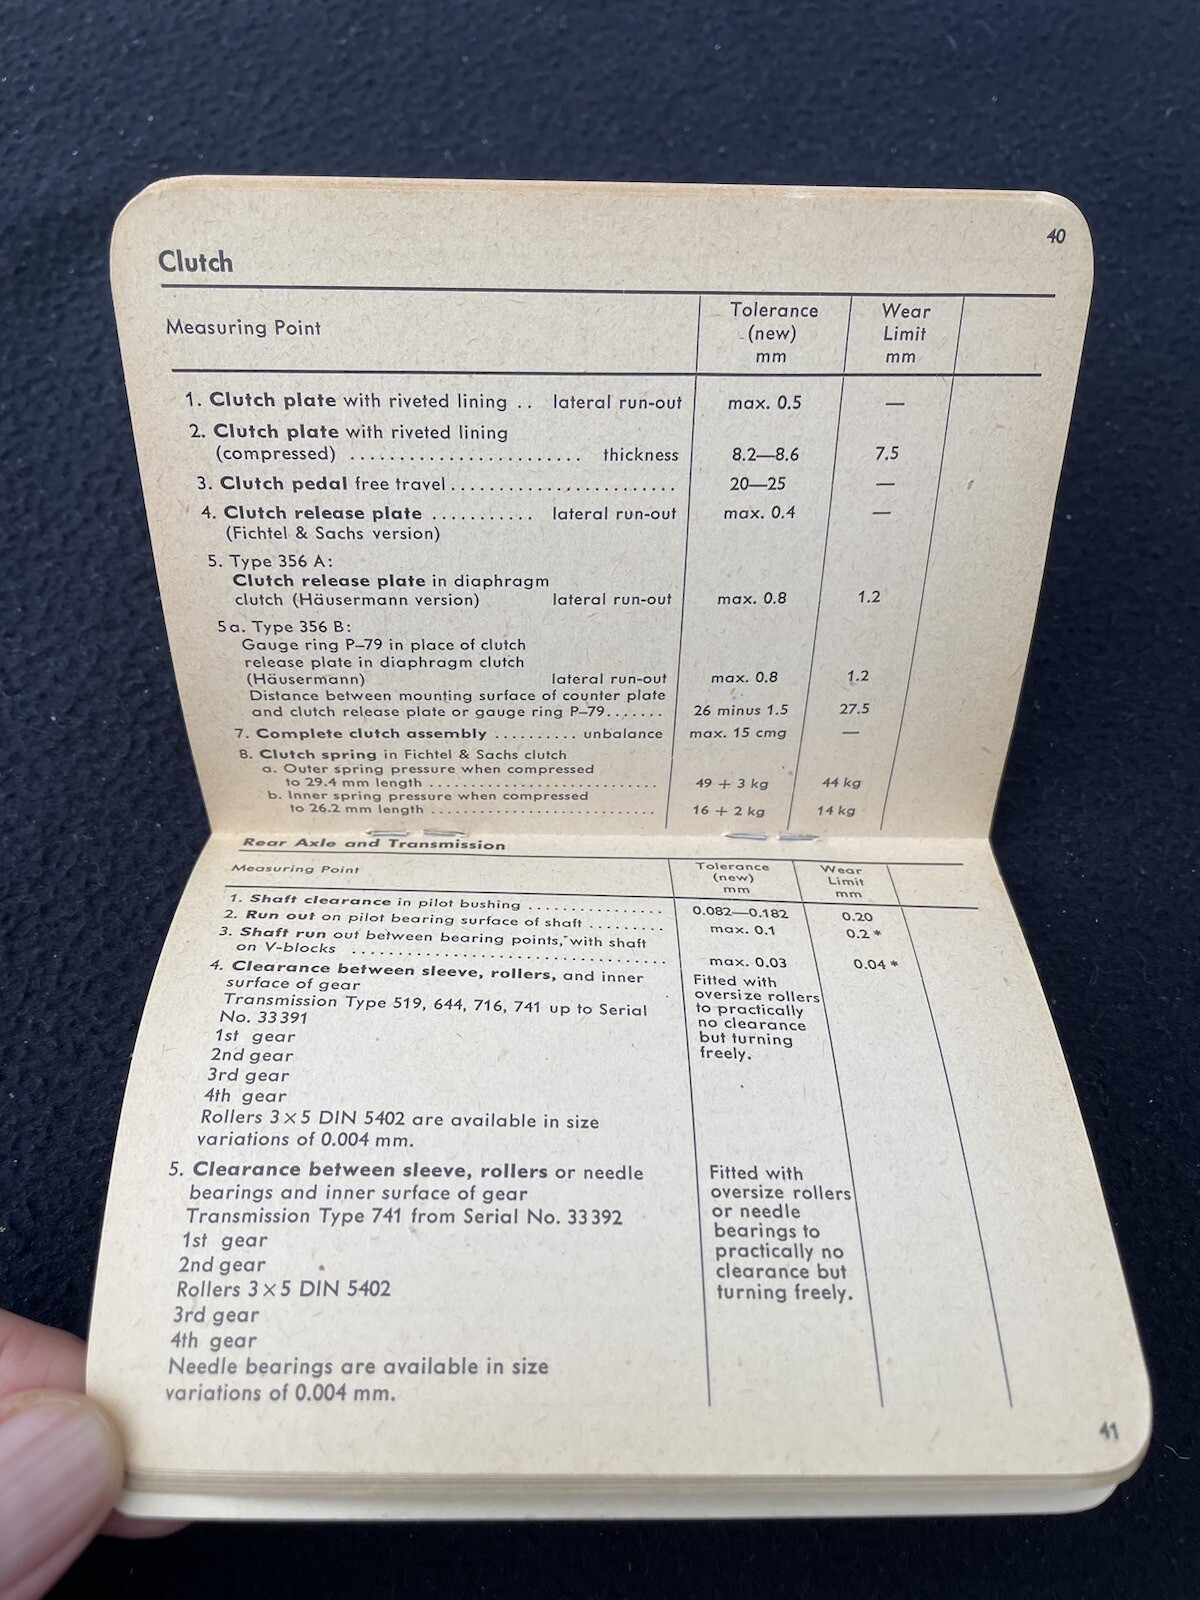 40
Clutch
Measuring Point Tolerance (new) mm Wear Limit mm
1. Clutch plate with riveted lining .. lateral run-out max. 0.5 —
2. Clutch plate with riveted lining
(compressed) ........................ thickness 8.2—8.6 7.5
3. Clutch pedal free travel........................ 20—25 —
4. Clutch release plate ........... lateral run-out max. 0.4 —
(Fichtel & Sachs version)
5. Type 356 A:
Clutch release plate in diaphragm
clutch (Häusermann version) lateral run-out max. 0.8 1.2
5a. Type 356 B:
Gauge ring P–79 in place of clutch
release plate in diaphragm clutch
(Häusermann) lateral run-out max. 0.8 1.2
Distance between mounting surface of counter plate
and clutch release plate or gauge ring P–79....... 26 minus 1.5 27.5
7. Complete clutch assembly .......... unbalance max. 15 cmg —
8. Clutch spring in Fichtel & Sachs clutch
a. Outer spring pressure when compressed
to 29.4 mm length .............................. 49 + 3 kg 44 kg
b. Inner spring pressure when compressed
to 26.2 mm length .............................. 16 + 2 kg 14 kg
Rear Axle and Transmission
Measuring Point Tolerance (new) mm Wear Limit mm
1. Shaft clearance in pilot bushing ................ 0.082—0.182 0.20
2. Run out on pilot bearing surface of shaft ......... max. 0.1 0.2 *
3. Shaft run out between bearing points, with shaft
on V-blocks ..................................... max. 0.03 0.04 *
4. Clearance between sleeve, rollers, and inner Fitted with
surface of gear oversize rollers
Transmission Type 519, 644, 716, 741 up to Serial to practically
No. 33391 no clearance
1st gear but turning
2nd gear freely.
3rd gear
4th gear
Rollers 3×5 DIN 5402 are available in size
variations of 0.004 mm.
5. Clearance between sleeve, rollers or needle Fitted with
bearings and inner surface of gear oversize rollers
Transmission Type 741 from Serial No. 33392 or needle
1st gear bearings to
2nd gear practically no
Rollers 3×5 DIN 5402 clearance but
3rd gear turning freely.
4th gear
Needle bearings are available in size
variations of 0.004 mm.
41